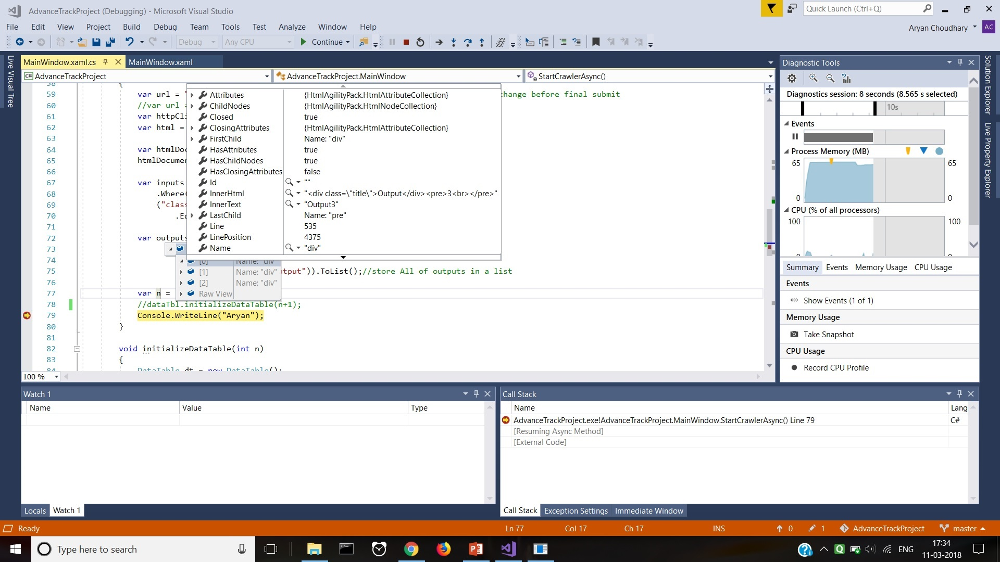 AdvanceTrackProject (Debugging) - Microsoft Visual Studio
Quick Launch (Ctrl+Q)
File Edit View Project Build Debug Team Tools Test Analyze Window Help
Aryan Choudhary AC
Debug Any CPU Continue
Live Visual Tree
MainWindow.xaml.cs MainWindow.xaml
C# AdvanceTrackProject AdvanceTrackProject.MainWindow StartCrawlerAsync()
58 {
59 var url = " change before final submit
60 //var url =
61 var httpCli
62 var html =
63
64 var htmlDoc
65 htmlDocumen
66
67 var inputs
68 .Where(
69 ("class
70 .Eq
71
72 var outputs
73
74
75 utput")).ToList();//store All of outputs in a list
76
77 var n =
78 //dataTbl.initializeDataTable(n+1);
79 Console.WriteLine("Aryan");
80 }
81
82 void initializeDataTable(int n)
83 {
84 DataTable dt = new DataTable();
Attributes {HtmlAgilityPack.HtmlAttributeCollection}
ChildNodes {HtmlAgilityPack.HtmlNodeCollection}
Closed true
ClosingAttributes {HtmlAgilityPack.HtmlAttributeCollection}
FirstChild Name: "div"
HasAttributes true
HasChildNodes true
HasClosingAttributes false
Id ""
InnerHtml "<div class=\"title\">Output</div><pre>3<br></pre>"
InnerText "Output3"
LastChild Name: "pre"
Line 535
LinePosition 4375
Name "div"
[0] Name: "div"
[1] Name: "div"
[2] Name: "div"
Raw View
100 %
Diagnostic Tools
Diagnostics session: 8 seconds (8.565 s selected)
10s
Events
Process Memory (MB)
65 65
0 0
CPU (% of all processors)
100 100
0 0
Summary Events Memory Usage CPU Usage
Events
Show Events (1 of 1)
Memory Usage
Take Snapshot
CPU Usage
Record CPU Profile
Solution Explorer
Live Property Explorer
Watch 1
Name Value Type
Locals Watch 1
Call Stack
Name Lang
AdvanceTrackProject.exe!AdvanceTrackProject.MainWindow.StartCrawlerAsync() Line 79 C#
[Resuming Async Method]
[External Code]
Call Stack Exception Settings Immediate Window
Ready Ln 77 Col 17 Ch 17 INS 0 1 AdvanceTrackProject master
Type here to search
ENG
17:34
11-03-2018